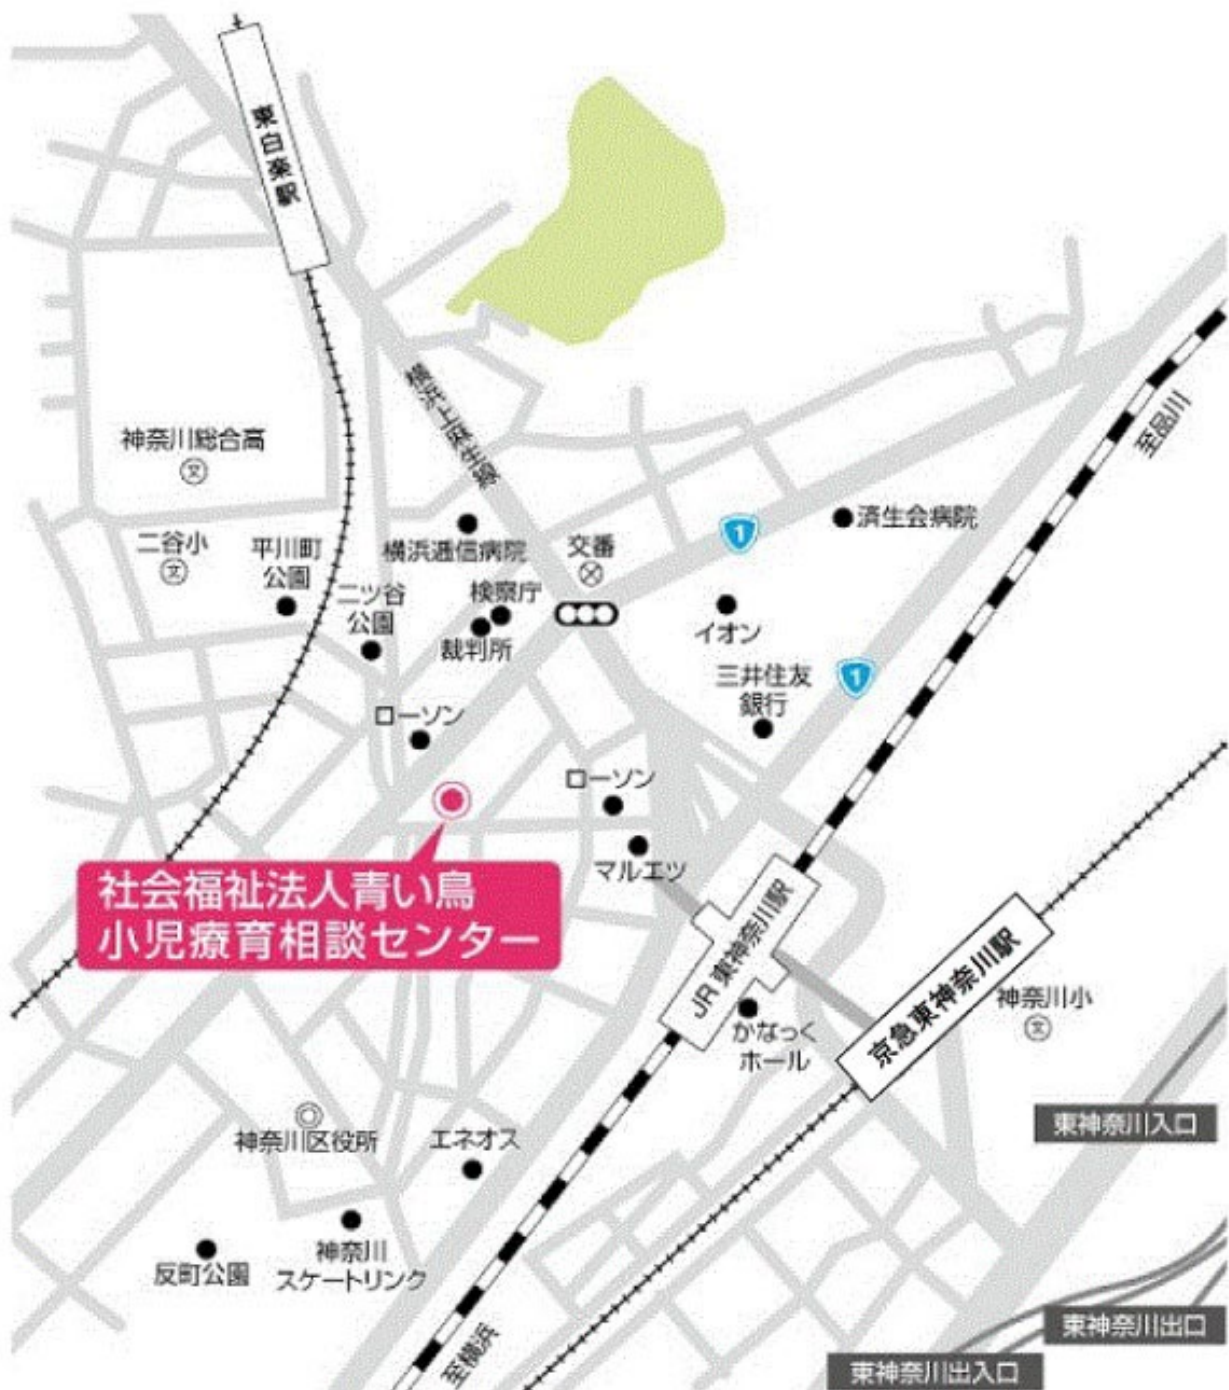 東白楽駅
横浜上麻生線
至品川
神奈川総合高
文
済生会病院
1
二谷小
文
平川町
公園
横浜逓信病院
交番
二ツ谷
公園
検察庁
裁判所
イオン
三井住友
銀行
1
ローソン
ローソン
マルエツ
社会福祉法人青い鳥
小児療育相談センター
JR 東神奈川駅
京急東神奈川駅
神奈川小
文
かなっく
ホール
東神奈川入口
神奈川区役所
エネオス
反町公園
神奈川
スケートリンク
至横浜
東神奈川出口
東神奈川出入口